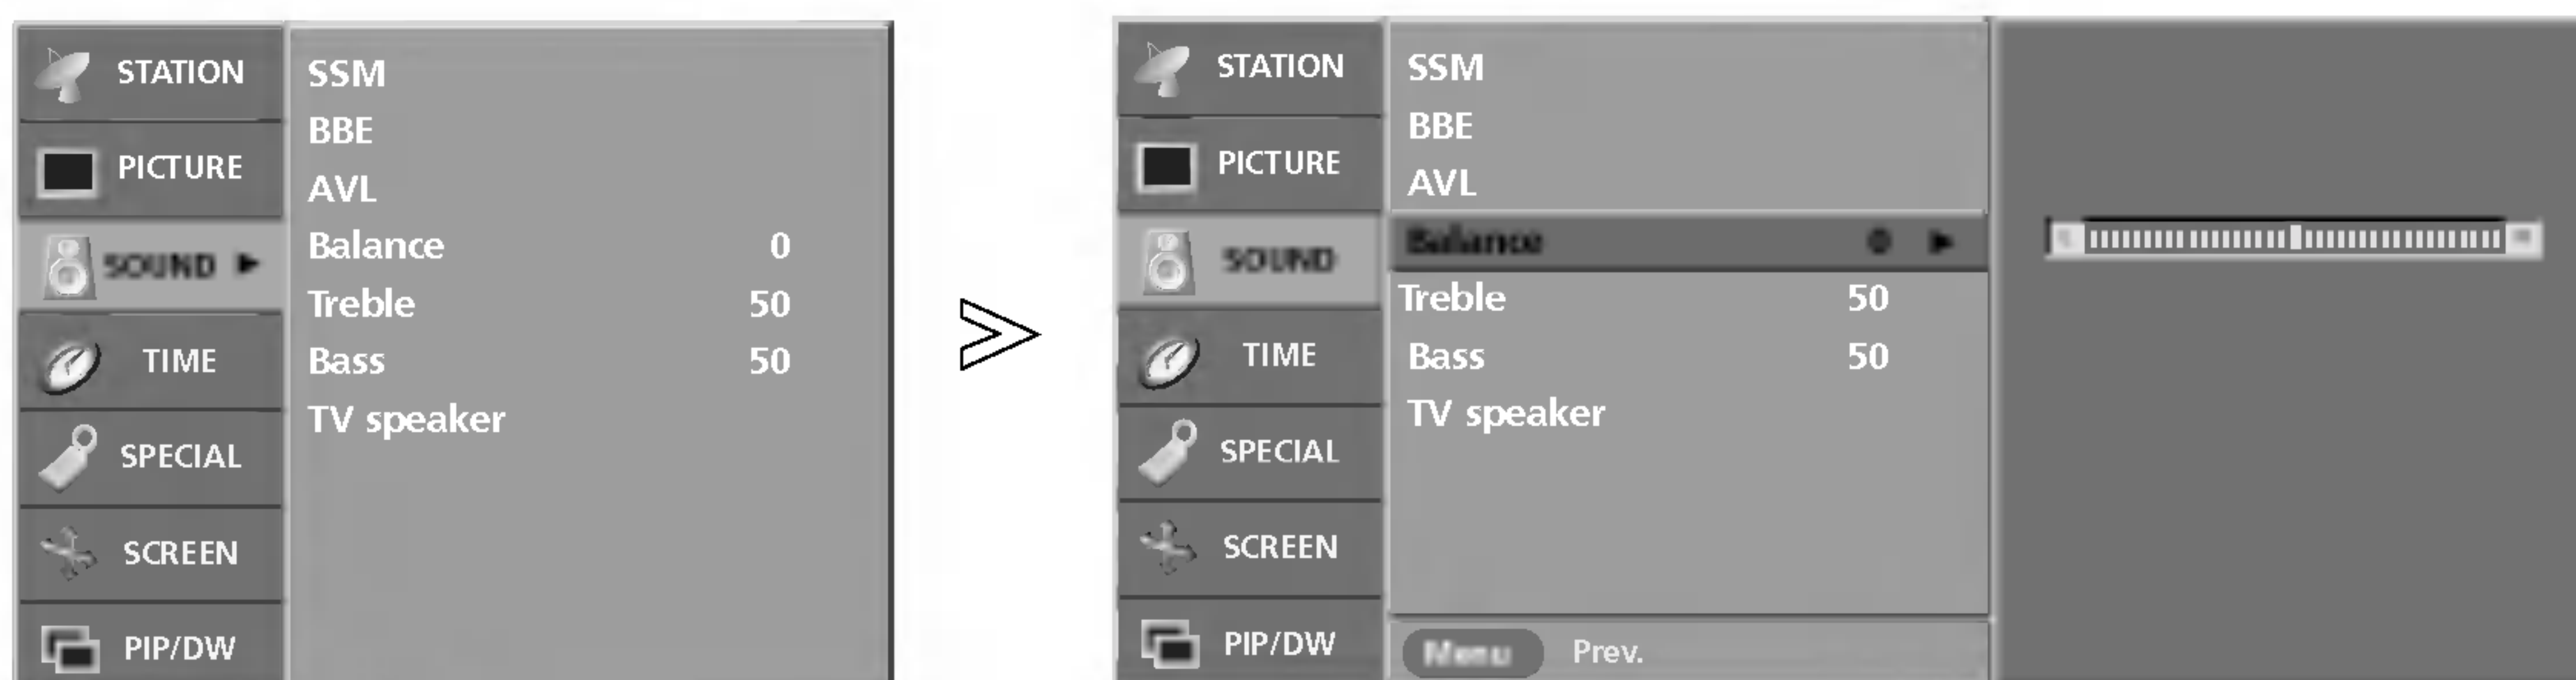 STATION
PICTURE
SOUND
TIME
SPECIAL
SCREEN
PIP/DW
SSM
BBE
AVL
Balance 0
Treble 50
Bass 50
TV speaker
STATION
PICTURE
SOUND
TIME
SPECIAL
SCREEN
PIP/DW
SSM
BBE
AVL
Balance 0
Treble 50
Bass 50
TV speaker
Menu Prev.